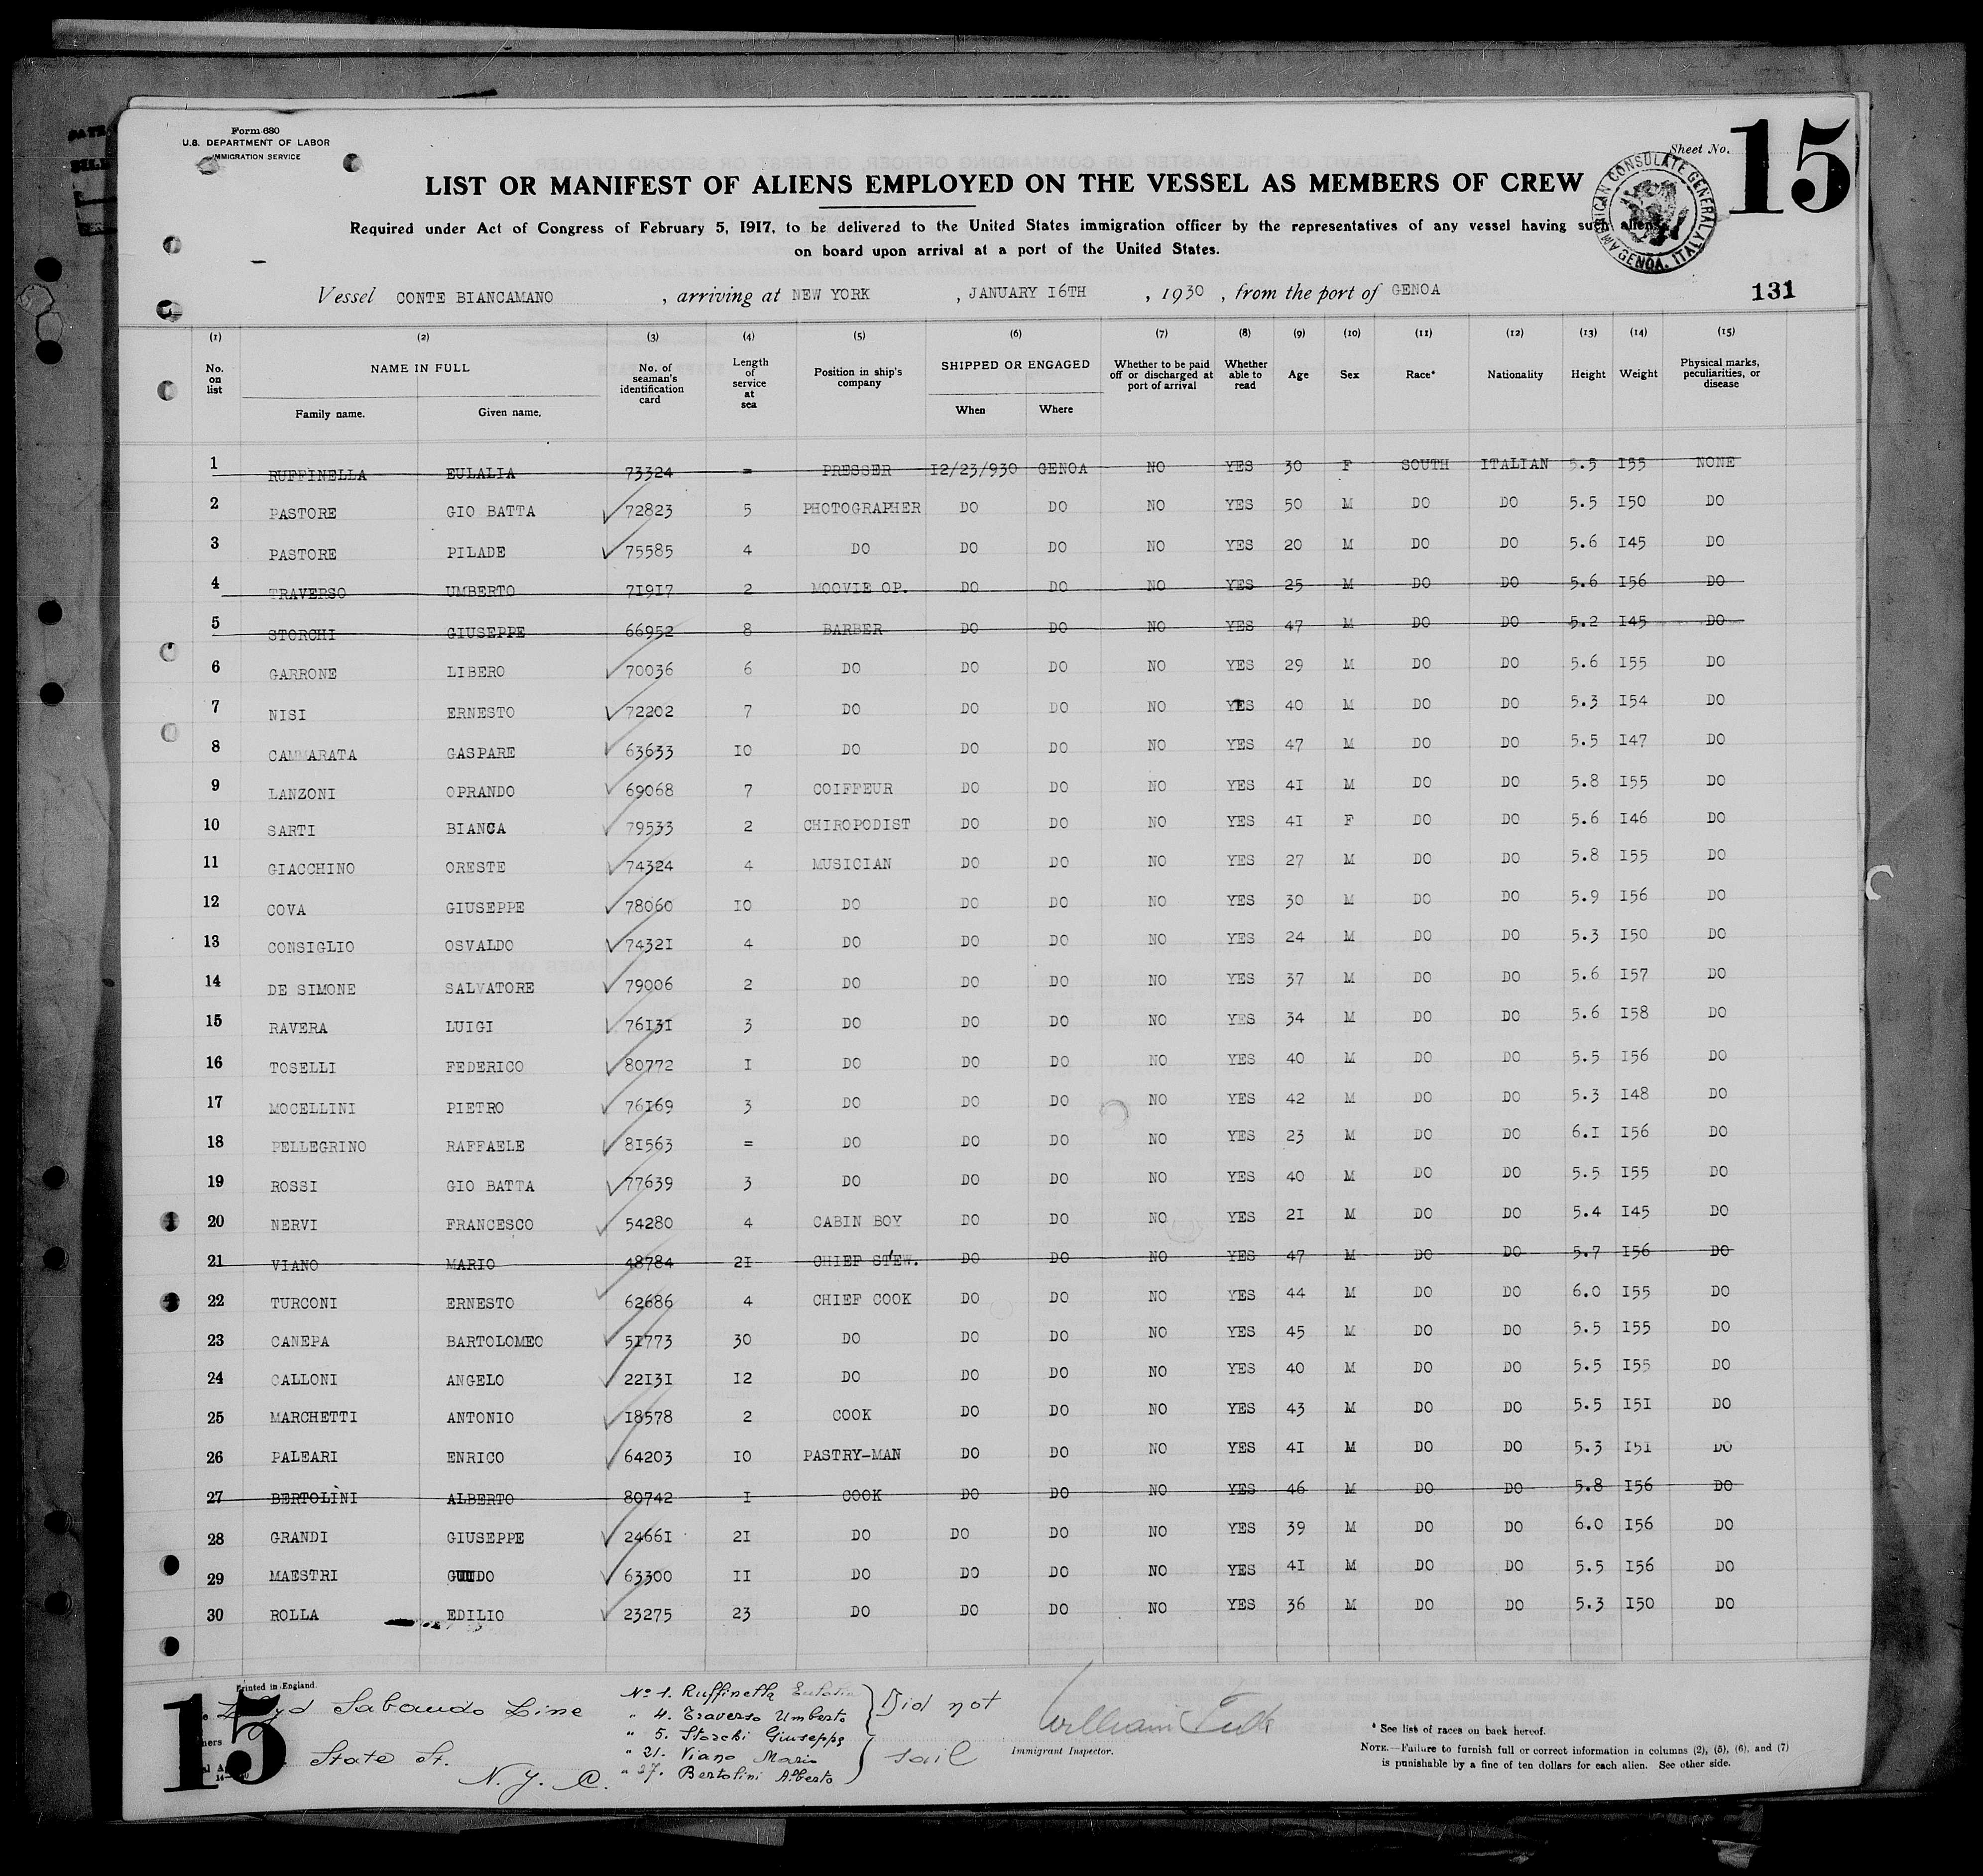 Form 680
U.S. DEPARTMENT OF LABOR
IMMIGRATION SERVICE
Sheet No. 15
AMERICAN CONSULATE GENERAL GENOA, ITALY
LIST OR MANIFEST OF ALIENS EMPLOYED ON THE VESSEL AS MEMBERS OF CREW
Required under Act of Congress of February 5, 1917, to be delivered to the United States immigration officer by the representatives of any vessel having such aliens
on board upon arrival at a port of the United States.
Vessel CONTE BIANCAMANO , arriving at NEW YORK , JANUARY 16TH , 1930 , from the port of GENOA
131
(1) (2) (3) (4) (5) (6) (7) (8) (9) (10) (11) (12) (13) (14) (15)
No. on list NAME IN FULL Family name. Given name. No. of seaman's identification card Length of service at sea Position in ship's company SHIPPED OR ENGAGED When Where Whether to be paid off or discharged at port of arrival Whether able to read Age Sex Race* Nationality Height Weight Physical marks, peculiarities, or disease
1 RUFFINELLA EULALIA 73324 = PRESSER 12/23/930 GENOA NO YES 30 F SOUTH ITALIAN 5.5 155 NONE
2 PASTORE GIO BATTA 72823 5 PHOTOGRAPHER DO DO NO YES 50 M DO DO 5.5 150 DO
3 PASTORE PILADE 75585 4 DO DO DO NO YES 20 M DO DO 5.6 145 DO
4 TRAVERSO UMBERTO 71917 2 MOOVIE OP. DO DO NO YES 25 M DO DO 5.6 156 DO
5 STORCHI GIUSEPPE 66952 8 BARBER DO DO NO YES 47 M DO DO 5.2 145 DO
6 GARRONE LIBERO 70036 6 DO DO DO NO YES 29 M DO DO 5.6 155 DO
7 NISI ERNESTO 72202 7 DO DO DO NO YES 40 M DO DO 5.3 154 DO
8 CAMMARATA GASPARE 63633 10 DO DO DO NO YES 47 M DO DO 5.5 147 DO
9 LANZONI OPRANDO 69068 7 COIFFEUR DO DO NO YES 41 M DO DO 5.8 155 DO
10 SARTI BIANCA 79533 2 CHIROPODIST DO DO NO YES 41 F DO DO 5.6 146 DO
11 GIACCHINO ORESTE 74324 4 MUSICIAN DO DO NO YES 27 M DO DO 5.8 155 DO
12 COVA GIUSEPPE 78060 10 DO DO DO NO YES 30 M DO DO 5.9 156 DO
13 CONSIGLIO OSVALDO 74321 4 DO DO DO NO YES 24 M DO DO 5.3 150 DO
14 DE SIMONE SALVATORE 79006 2 DO DO DO NO YES 37 M DO DO 5.6 157 DO
15 RAVERA LUIGI 76131 3 DO DO DO NO YES 34 M DO DO 5.6 158 DO
16 TOSELLI FEDERICO 80772 1 DO DO DO NO YES 40 M DO DO 5.5 156 DO
17 MOCELLINI PIETRO 76169 3 DO DO DO NO YES 42 M DO DO 5.3 148 DO
18 PELLEGRINO RAFFAELE 81563 = DO DO DO NO YES 23 M DO DO 6.1 156 DO
19 ROSSI GIO BATTA 77639 3 DO DO DO NO YES 40 M DO DO 5.5 155 DO
20 NERVI FRANCESCO 54280 4 CABIN BOY DO DO NO YES 21 M DO DO 5.4 145 DO
21 VIANO MARIO 48784 21 CHIEF STEW. DO DO NO YES 47 M DO DO 5.7 156 DO
22 TURCONI ERNESTO 62686 4 CHIEF COOK DO DO NO YES 44 M DO DO 6.0 155 DO
23 CANEPA BARTOLOMEO 51773 30 DO DO DO NO YES 45 M DO DO 5.5 155 DO
24 CALLONI ANGELO 22131 12 DO DO DO NO YES 40 M DO DO 5.5 155 DO
25 MARCHETTI ANTONIO 18578 2 COOK DO DO NO YES 43 M DO DO 5.5 151 DO
26 PALEARI ENRICO 64203 10 PASTRY-MAN DO DO NO YES 41 M DO DO 5.3 151 DO
27 BERTOLINI ALBERTO 80742 1 COOK DO DO NO YES 46 M DO DO 5.8 156 DO
28 GRANDI GIUSEPPE 24661 21 DO DO DO NO YES 39 M DO DO 6.0 156 DO
29 MAESTRI GUIDO 63300 11 DO DO DO NO YES 41 M DO DO 5.5 156 DO
30 ROLLA EDILIO 23275 23 DO DO DO NO YES 36 M DO DO 5.3 150 DO
Printed in England.
15
Lloyd Sabaudo Line
State St.
N. Y. C.
No 1. Ruffinella Eulalia
" 4. Traverso Umberto
" 5. Storchi Giuseppe
" 21. Viano Mario
" 27. Bertolini Alberto
Did not
sail
William
Immigrant Inspector.
* See list of races on back hereof.
NOTE.—Failure to furnish full or correct information in columns (2), (5), (6), and (7)
is punishable by a fine of ten dollars for each alien. See other side.